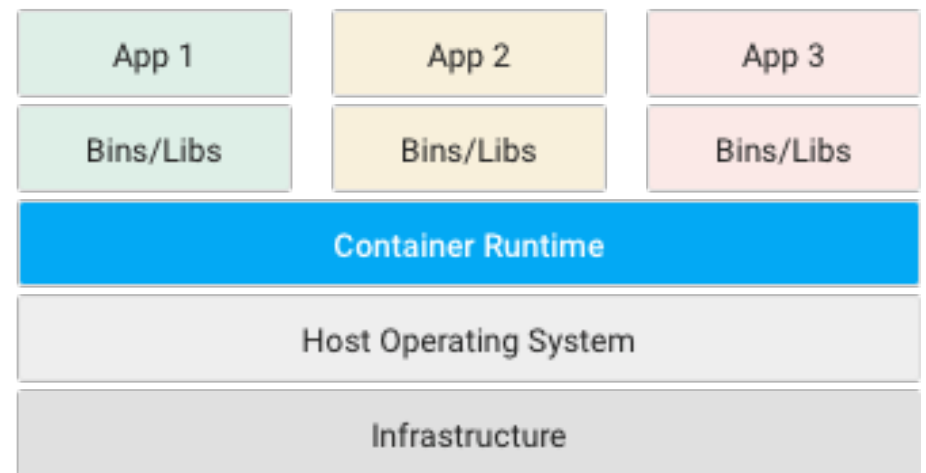 App 1
App 2
App 3
Bins/Libs
Bins/Libs
Bins/Libs
Container Runtime
Host Operating System
Infrastructure